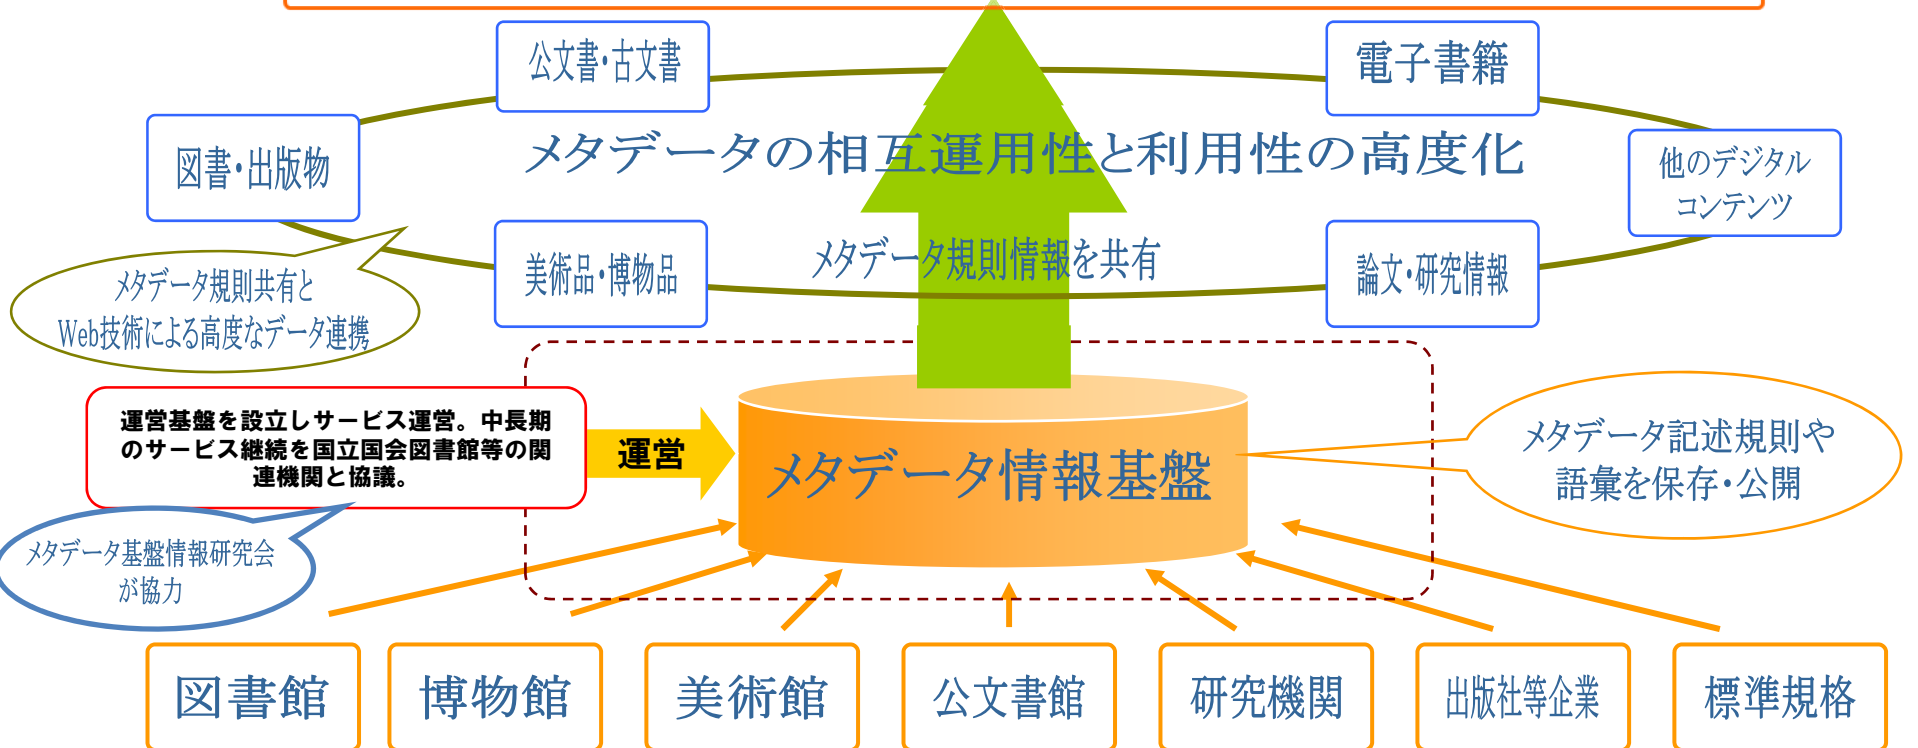 公文書・古文書
電子書籍
メタデータの相互運用性と利用性の高度化
図書・出版物
他のデジタル
コンテンツ
美術品・博物品
メタデータ規則情報を共有
論文・研究情報
メタデータ規則共有と
Web技術による高度なデータ連携
運営基盤を設立しサービス運営。中長期
のサービス継続を国立国会図書館等の関
連機関と協議。
運営
メタデータ情報基盤
メタデータ記述規則や
語彙を保存・公開
メタデータ基盤情報研究会
が協力
図書館
博物館
美術館
公文書館
研究機関
出版社等企業
標準規格